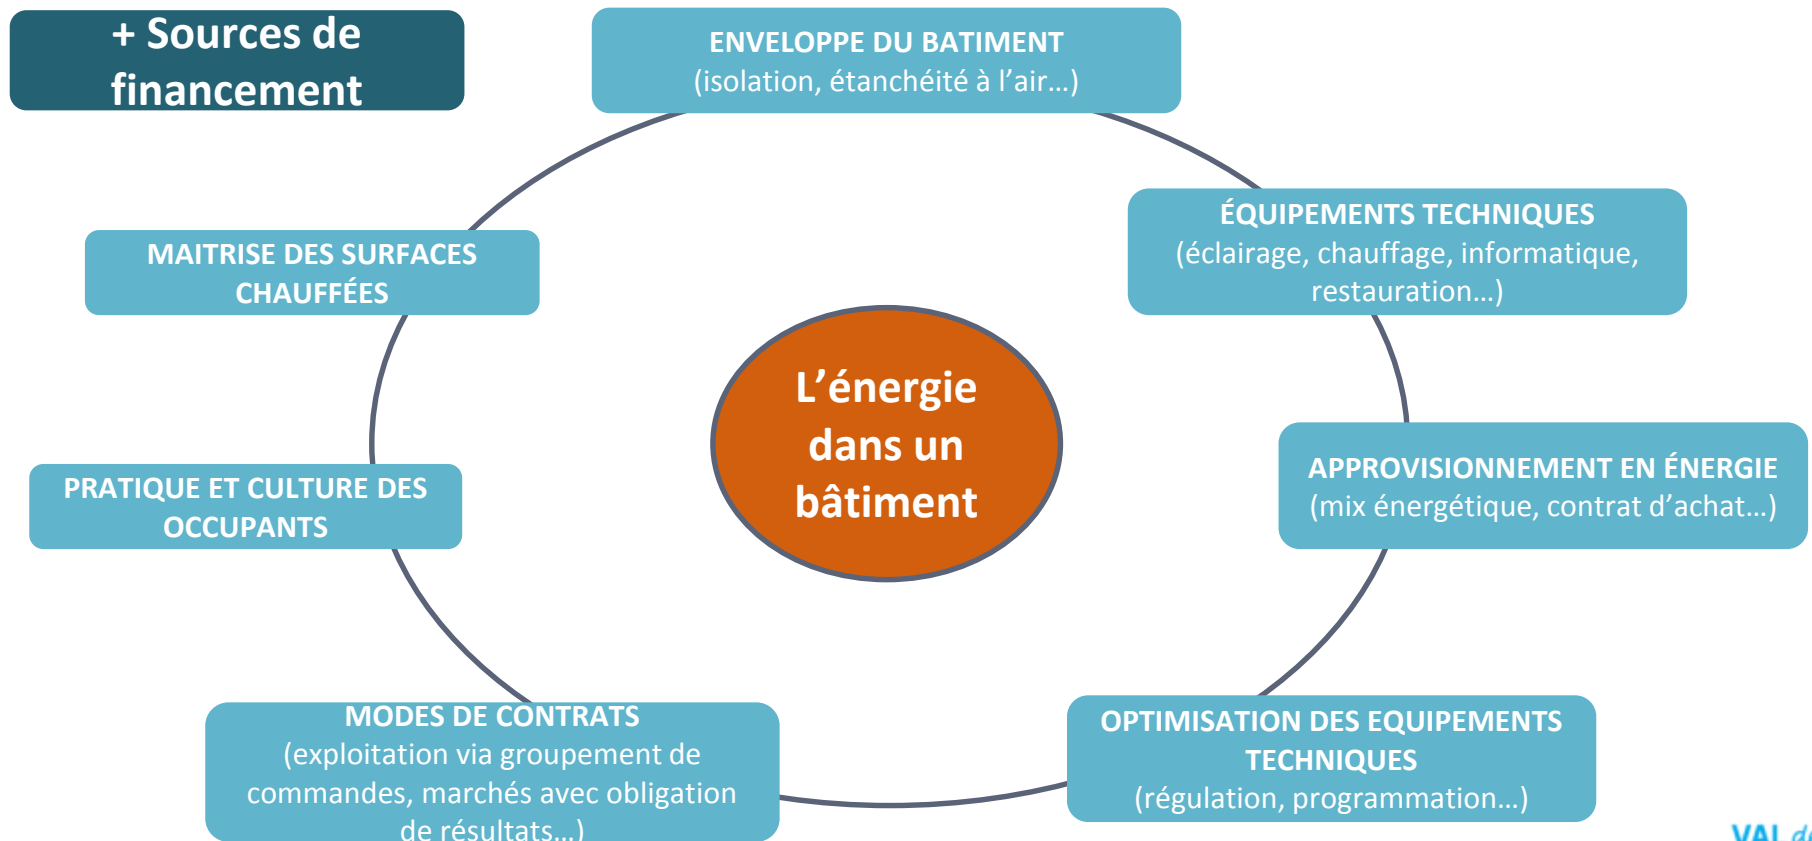 + Sources de
financement
ENVELOPPE DU BATIMENT
(isolation, étanchéité à l’air…)
ÉQUIPEMENTS TECHNIQUES
(éclairage, chauffage, informatique,
restauration…)
MAITRISE DES SURFACES
CHAUFFÉES
L’énergie
dans un
bâtiment
APPROVISIONNEMENT EN ÉNERGIE
(mix énergétique, contrat d’achat…)
PRATIQUE ET CULTURE DES
OCCUPANTS
MODES DE CONTRATS
(exploitation via groupement de
commandes, marchés avec obligation
de résultats…)
OPTIMISATION DES EQUIPEMENTS
TECHNIQUES
(régulation, programmation…)
VAL